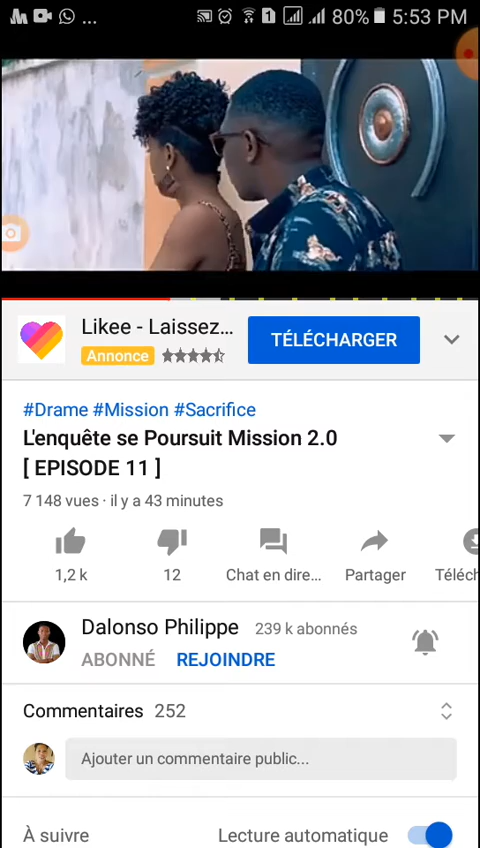 ... 1 80% 5:53 PM
Likee - Laissez...
Annonce
TÉLÉCHARGER
#Drame #Mission #Sacrifice
L'enquête se Poursuit Mission 2.0
[ EPISODE 11 ]
7 148 vues · il y a 43 minutes
1,2 k
12
Chat en dire...
Partager
Téléch
Dalonso Philippe 239 k abonnés
ABONNÉ REJOINDRE
Commentaires 252
Ajouter un commentaire public...
À suivre
Lecture automatique